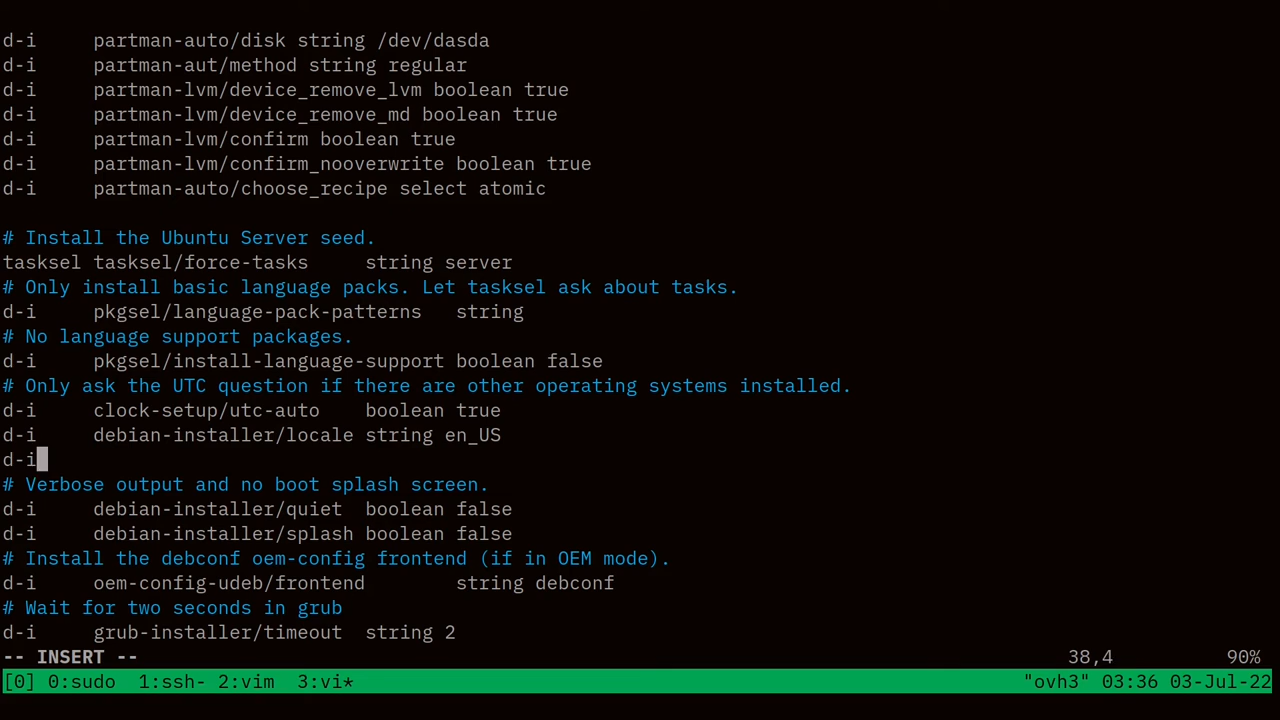 d-i     partman-auto/disk string /dev/dasda
d-i     partman-aut/method string regular
d-i     partman-lvm/device_remove_lvm boolean true
d-i     partman-lvm/device_remove_md boolean true
d-i     partman-lvm/confirm boolean true
d-i     partman-lvm/confirm_nooverwrite boolean true
d-i     partman-auto/choose_recipe select atomic
# Install the Ubuntu Server seed.
tasksel tasksel/force-tasks     string server
# Only install basic language packs. Let tasksel ask about tasks.
d-i     pkgsel/language-pack-patterns   string
# No language support packages.
d-i     pkgsel/install-language-support boolean false
# Only ask the UTC question if there are other operating systems installed.
d-i     clock-setup/utc-auto    boolean true
d-i     debian-installer/locale string en_US
d-i
# Verbose output and no boot splash screen.
d-i     debian-installer/quiet  boolean false
d-i     debian-installer/splash boolean false
# Install the debconf oem-config frontend (if in OEM mode).
d-i     oem-config-udeb/frontend        string debconf
# Wait for two seconds in grub
d-i     grub-installer/timeout  string 2
-- INSERT --                                                                                  38,4          90%
[0] 0:sudo  1:ssh- 2:vim  3:vi*                                                           "ovh3" 03:36 03-Jul-22